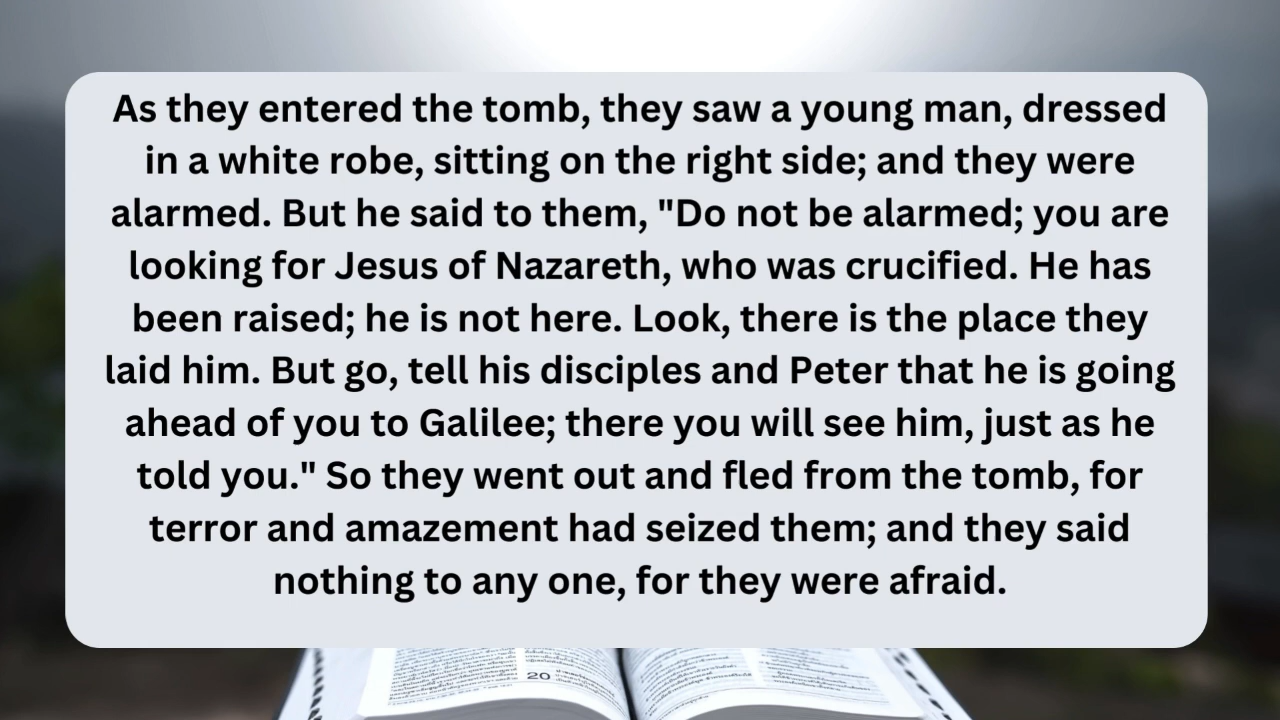 As they entered the tomb, they saw a young man, dressed
in a white robe, sitting on the right side; and they were
alarmed. But he said to them, "Do not be alarmed; you are
looking for Jesus of Nazareth, who was crucified. He has
been raised; he is not here. Look, there is the place they
laid him. But go, tell his disciples and Peter that he is going
ahead of you to Galilee; there you will see him, just as he
told you." So they went out and fled from the tomb, for
terror and amazement had seized them; and they said
nothing to any one, for they were afraid.
20